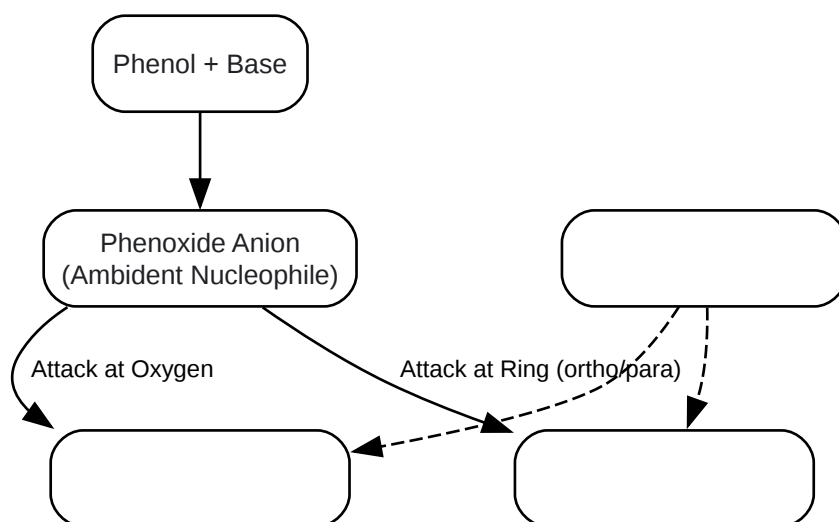 Phenol + Base
Phenoxide Anion
(Ambident Nucleophile)
Attack at Oxygen
Attack at Ring (ortho/para)